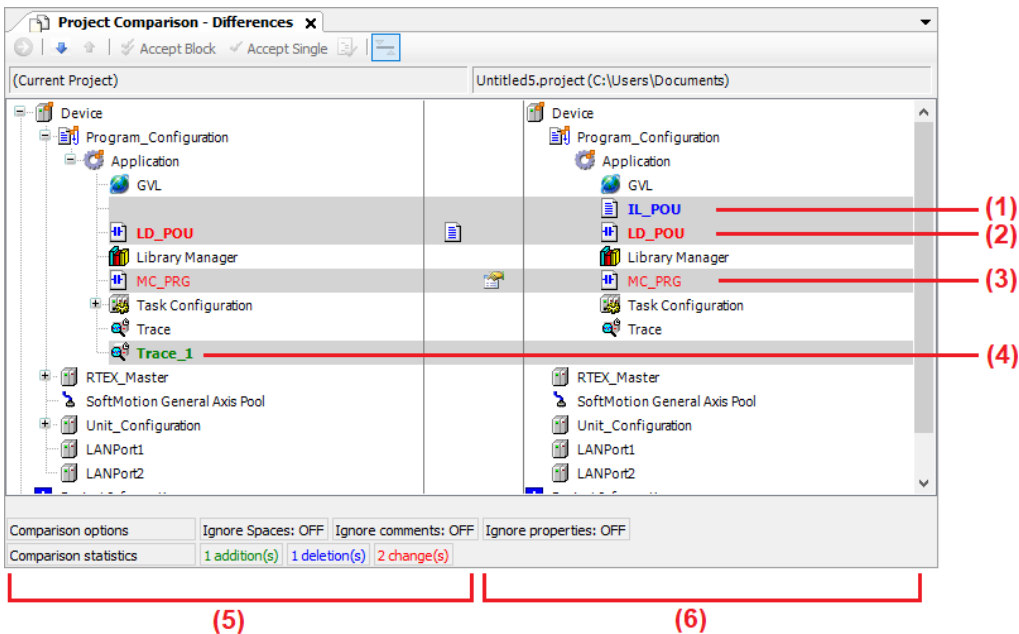 Project Comparison - Differences X
Accept Block Accept Single
(Current Project) Untitled5.project (C:\Users\Documents)
Device Device
Program_Configuration Program_Configuration
Application Application
GVL GVL
IL_POU (1)
LD_POU LD_POU (2)
Library Manager Library Manager
MC_PRG MC_PRG (3)
Task Configuration Task Configuration
Trace Trace
Trace_1 (4)
RTEX_Master RTEX_Master
SoftMotion General Axis Pool SoftMotion General Axis Pool
Unit_Configuration Unit_Configuration
LANPort1 LANPort1
LANPort2 LANPort2
Comparison options Ignore Spaces: OFF Ignore comments: OFF Ignore properties: OFF
Comparison statistics 1 addition(s) 1 deletion(s) 2 change(s)
(5) (6)